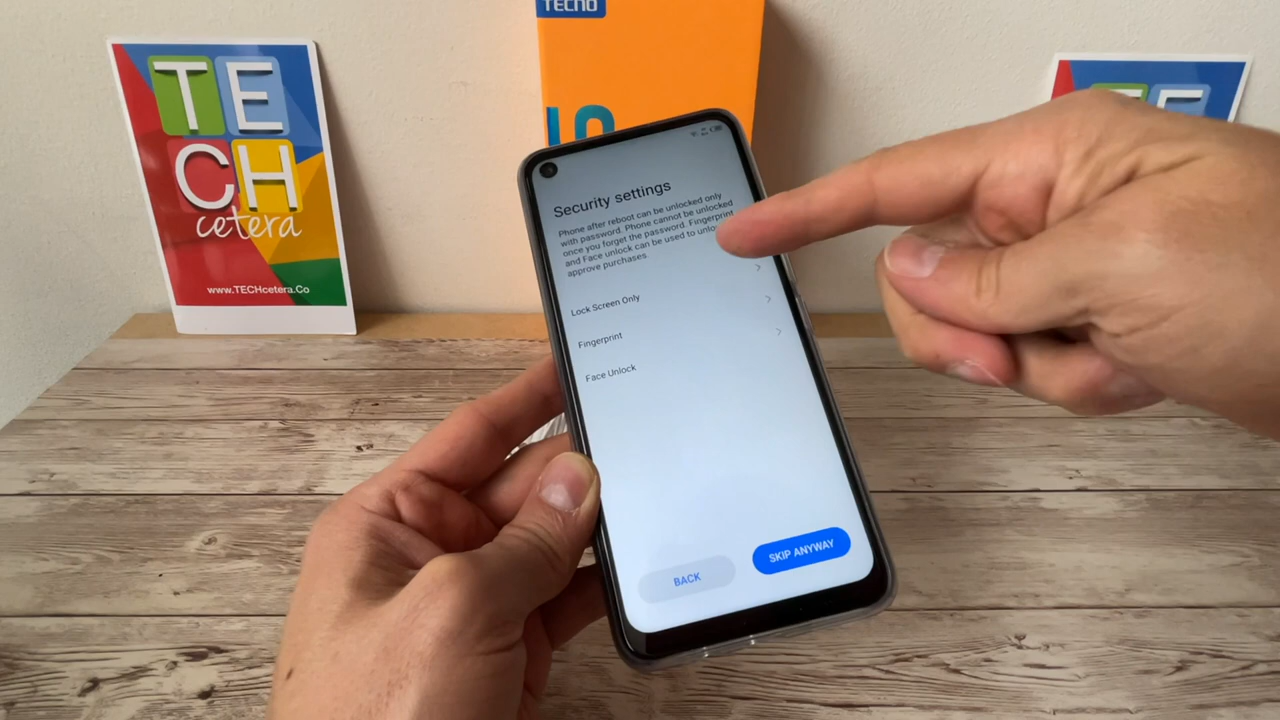 TECNO
TE
CH
cetera
www.TECHcetera.Co
TE
Security settings
Phone after reboot can be unlocked only
with password. Phone cannot be unlocked
once you forget the password. Fingerprint
and Face unlock can be used to
approve purchases
Lock Screen Only
Fingerprint
Face Unlock
BACK
SKIP ANYWAY